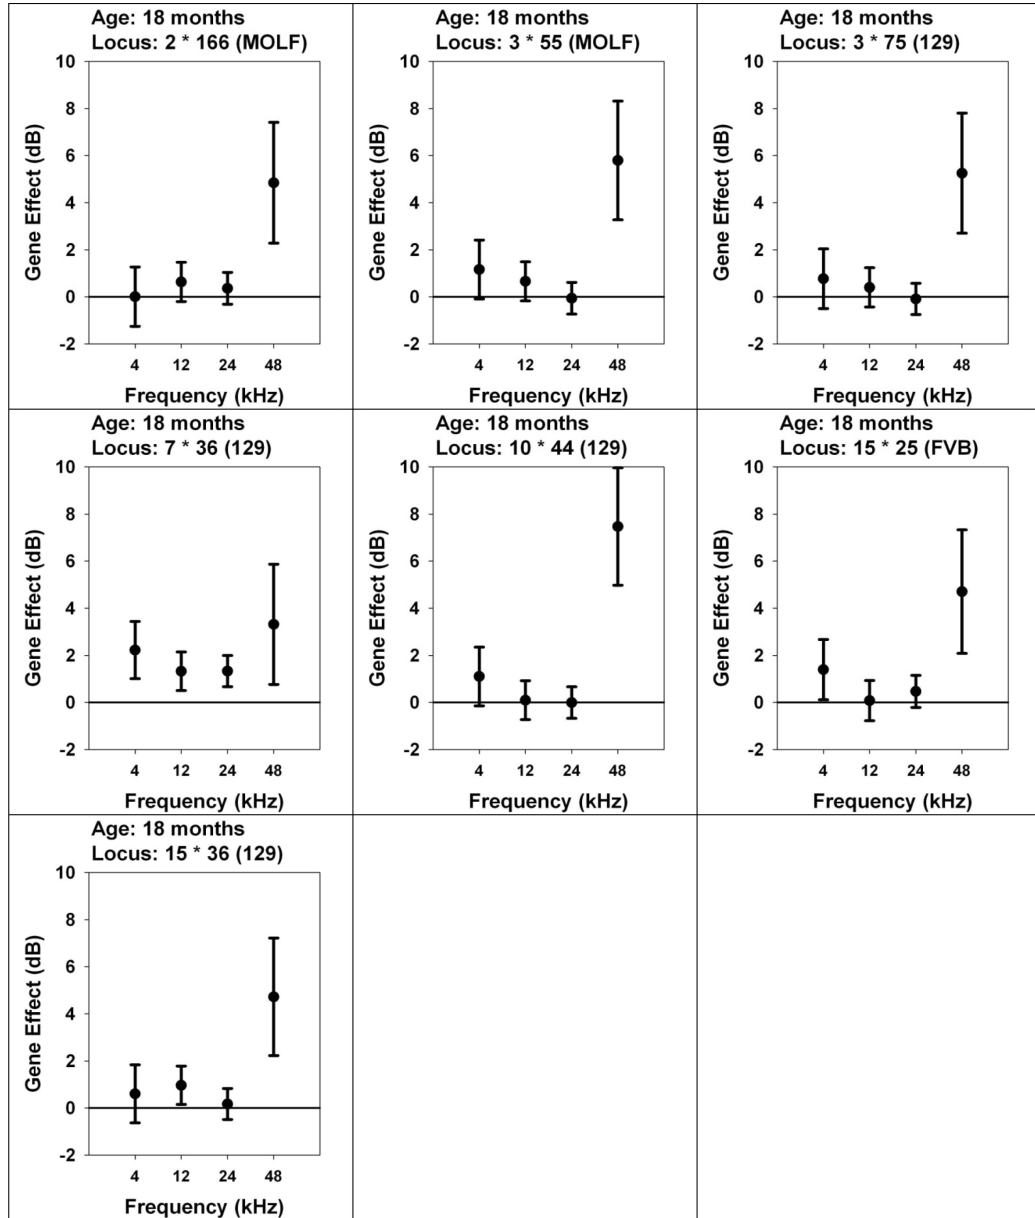 Age: 18 months
Locus: 2 * 166 (MOLF)
10
8
6
4
2
0
-2
Gene Effect (dB)
4 12 24 48
Frequency (kHz)
Age: 18 months
Locus: 3 * 55 (MOLF)
10
8
6
4
2
0
-2
Gene Effect (dB)
4 12 24 48
Frequency (kHz)
Age: 18 months
Locus: 3 * 75 (129)
10
8
6
4
2
0
-2
Gene Effect (dB)
4 12 24 48
Frequency (kHz)
Age: 18 months
Locus: 7 * 36 (129)
10
8
6
4
2
0
-2
Gene Effect (dB)
4 12 24 48
Frequency (kHz)
Age: 18 months
Locus: 10 * 44 (129)
10
8
6
4
2
0
-2
Gene Effect (dB)
4 12 24 48
Frequency (kHz)
Age: 18 months
Locus: 15 * 25 (FVB)
10
8
6
4
2
0
-2
Gene Effect (dB)
4 12 24 48
Frequency (kHz)
Age: 18 months
Locus: 15 * 36 (129)
10
8
6
4
2
0
-2
Gene Effect (dB)
4 12 24 48
Frequency (kHz)